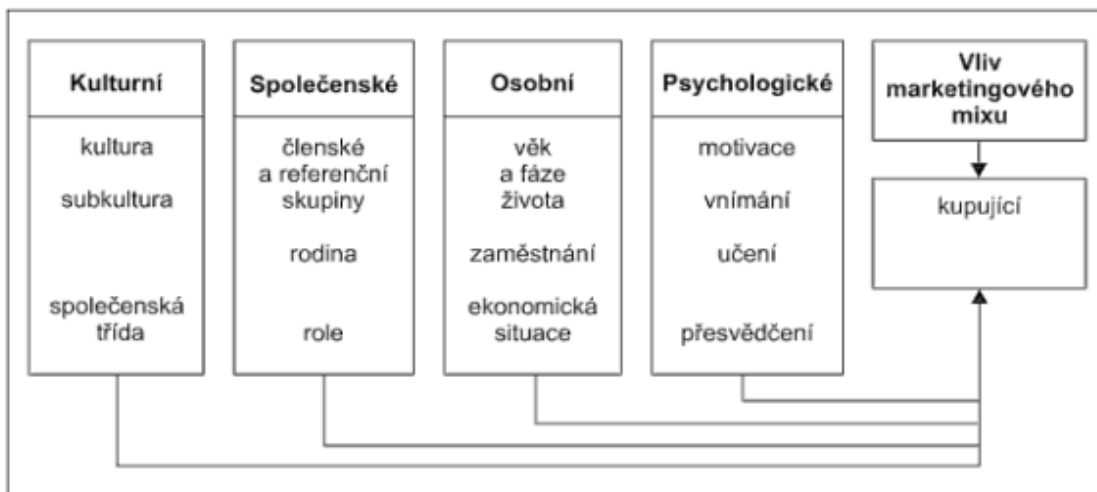 Kulturní
kultura
subkultura
společenská
třída
Společenské
členské
a referenční
skupiny
rodina
role
Osobní
věk
a fáze
života
zaměstnání
ekonomická
situace
Psychologické
motivace
vnímání
učení
přesvědčení
Vliv
marketingového
mixu
kupující